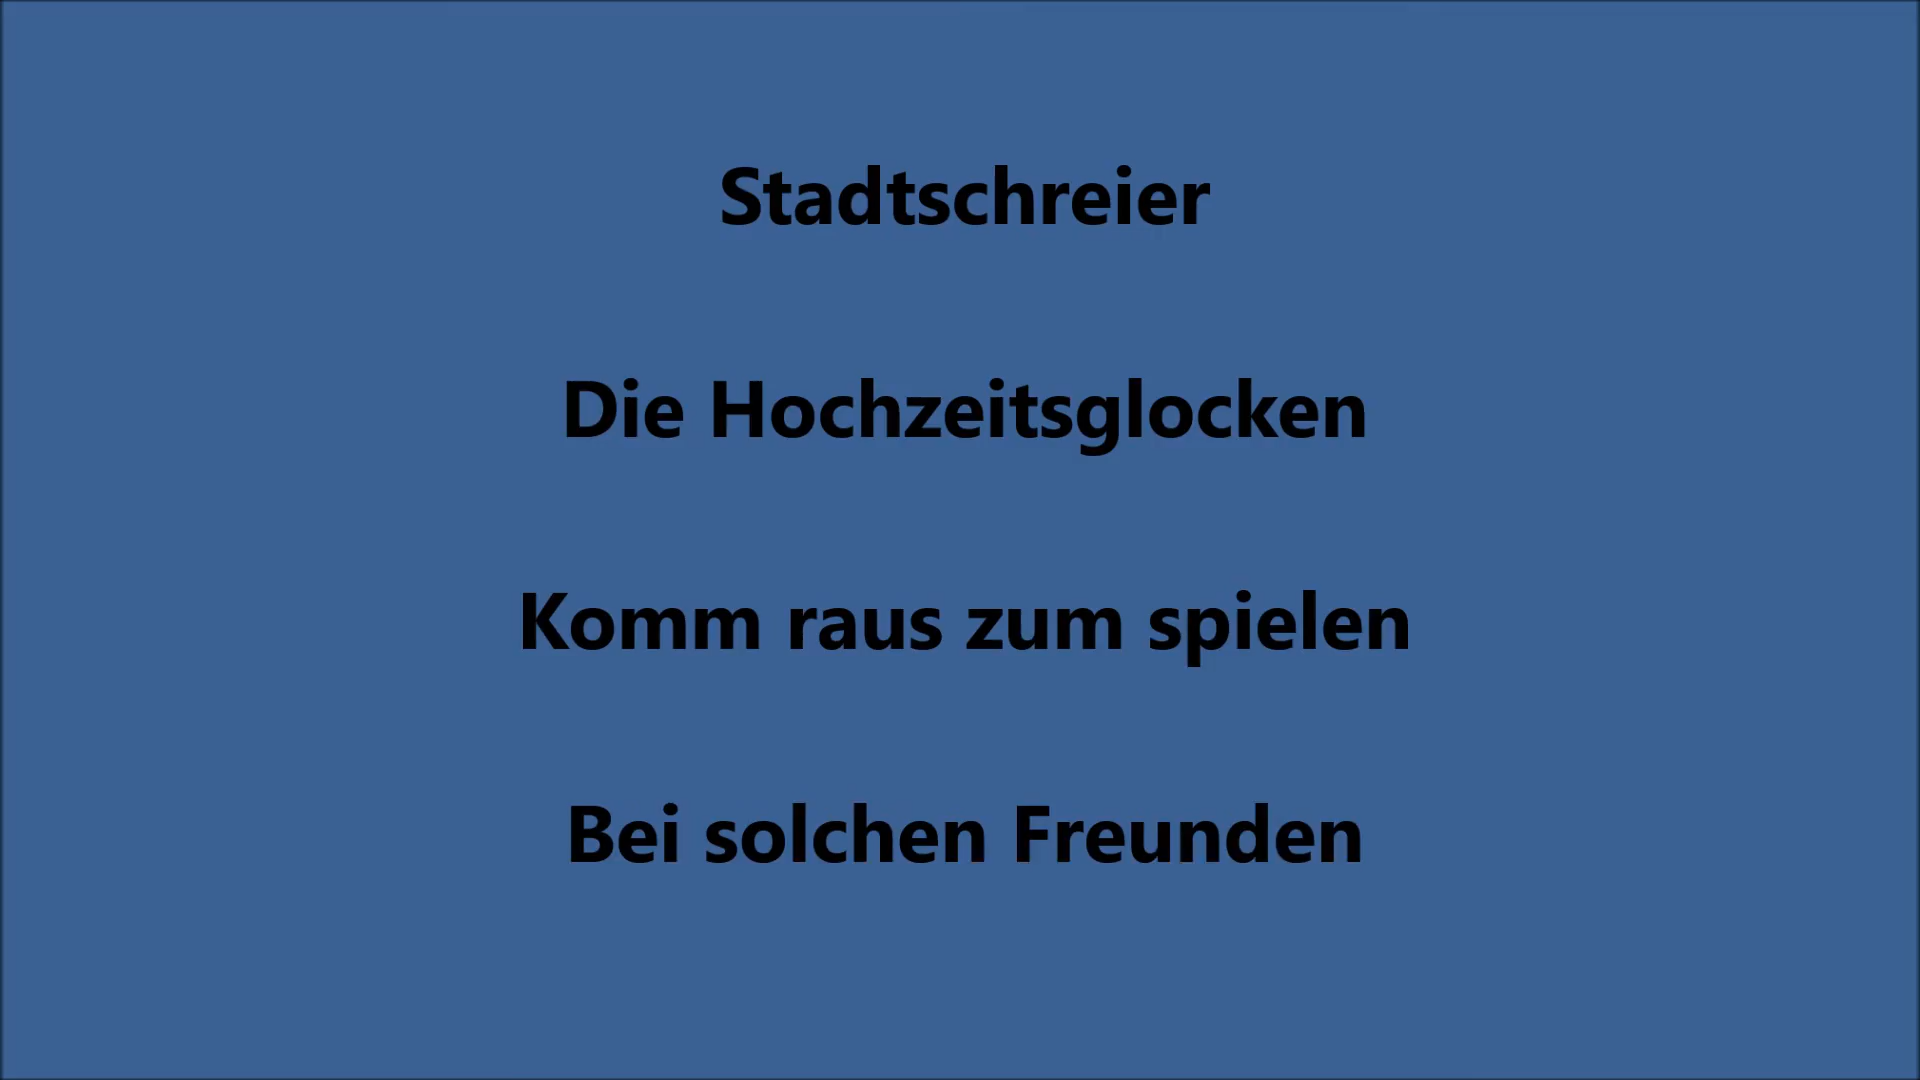 Stadtschreier
Die Hochzeitsglocken
Komm raus zum spielen
Bei solchen Freunden